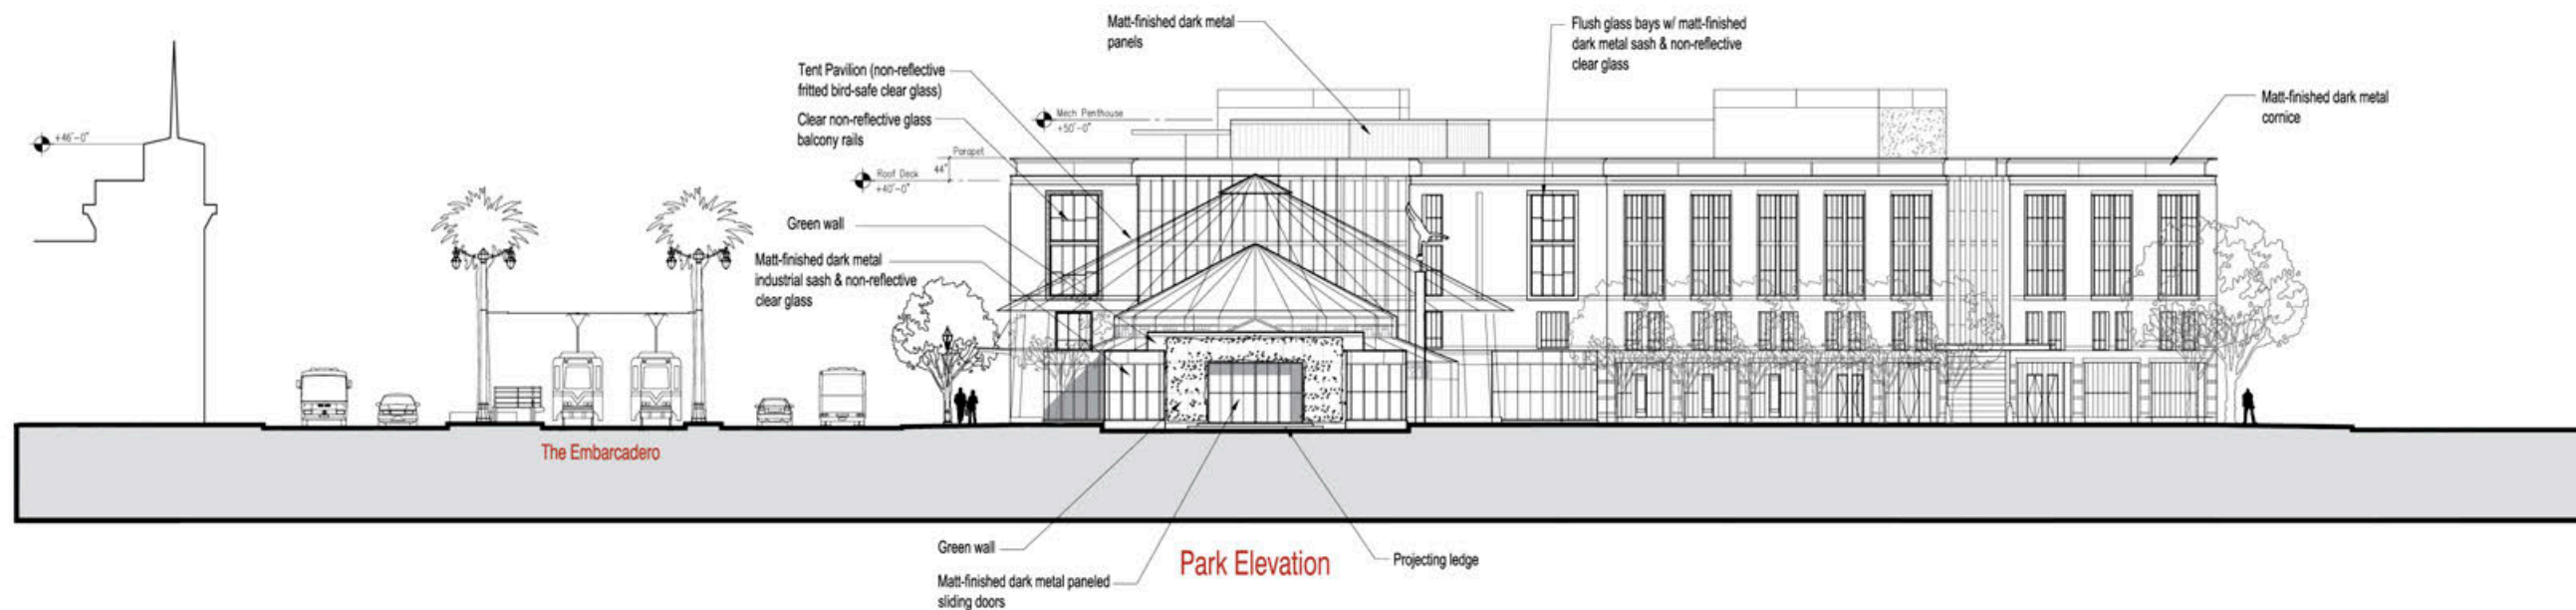 Matt-finished dark metal
panels
Flush glass bays w/ matt-finished
dark metal sash & non-reflective
clear glass
Tent Pavilion (non-reflective
fritted bird-safe clear glass)
Matt-finished dark metal
cornice
Clear non-reflective glass
balcony rails
Mech Penthouse
+50'-0"
+46'-0"
Parapet
44"
Roof Deck
+40'-0"
Green wall
Matt-finished dark metal
industrial sash & non-reflective
clear glass
The Embarcadero
Green wall
Park Elevation
Projecting ledge
Matt-finished dark metal paneled
sliding doors